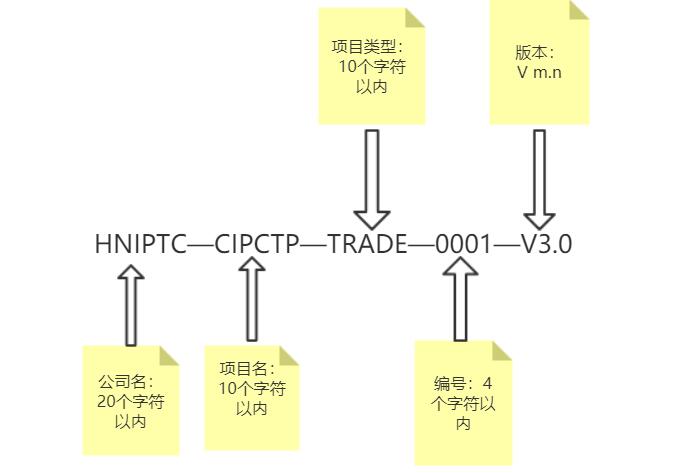 项目类型：
10个字符
以内
版本：
V m.n
HNIPTC—CIPCTP—TRADE—0001—V3.0
公司名：
20个字符
以内
项目名：
10个字符
以内
编号：4
个字符以
内